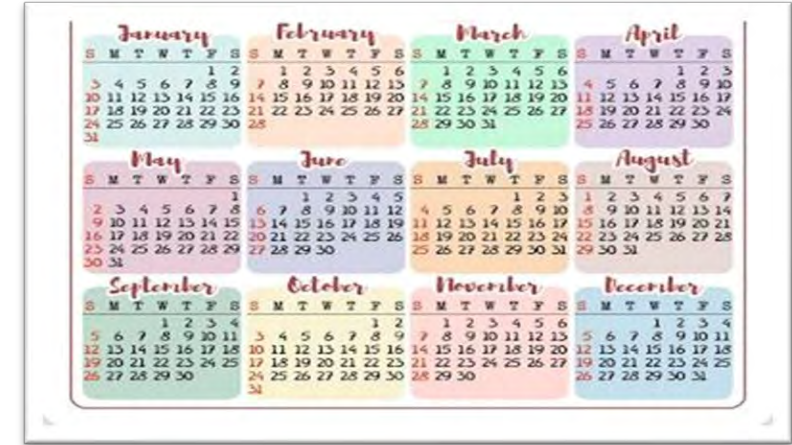 January February March April
S M T W T F S S M T W T F S S M T W T F S S M T W T F S
1 2 1 2 3 4 5 6 1 2 3 4 5 6 1 2 3
3 4 5 6 7 8 9 7 8 9 10 11 12 13 7 8 9 10 11 12 13 4 5 6 7 8 9 10
10 11 12 13 14 15 16 14 15 16 17 18 19 20 14 15 16 17 18 19 20 11 12 13 14 15 16 17
17 18 19 20 21 22 23 21 22 23 24 25 26 27 21 22 23 24 25 26 27 18 19 20 21 22 23 24
24 25 26 27 28 29 30 28 28 29 30 31 25 26 27 28 29 30
31
May June July August
S M T W T F S S M T W T F S S M T W T F S S M T W T F S
1 1 2 3 4 5 1 2 3 1 2 3 4 5 6 7
2 3 4 5 6 7 8 6 7 8 9 10 11 12 4 5 6 7 8 9 10 8 9 10 11 12 13 14
9 10 11 12 13 14 15 13 14 15 16 17 18 19 11 12 13 14 15 16 17 15 16 17 18 19 20 21
16 17 18 19 20 21 22 20 21 22 23 24 25 26 18 19 20 21 22 23 24 22 23 24 25 26 27 28
23 24 25 26 27 28 29 27 28 29 30 25 26 27 28 29 30 31 29 30 31
30 31
September October November December
S M T W T F S S M T W T F S S M T W T F S S M T W T F S
1 2 3 4 1 2 1 2 3 4 5 6 1 2 3 4
5 6 7 8 9 10 11 3 4 5 6 7 8 9 7 8 9 10 11 12 13 5 6 7 8 9 10 11
12 13 14 15 16 17 18 10 11 12 13 14 15 16 14 15 16 17 18 19 20 12 13 14 15 16 17 18
19 20 21 22 23 24 25 17 18 19 20 21 22 23 21 22 23 24 25 26 27 19 20 21 22 23 24 25
26 27 28 29 30 24 25 26 27 28 29 30 28 29 30 26 27 28 29 30 31
31